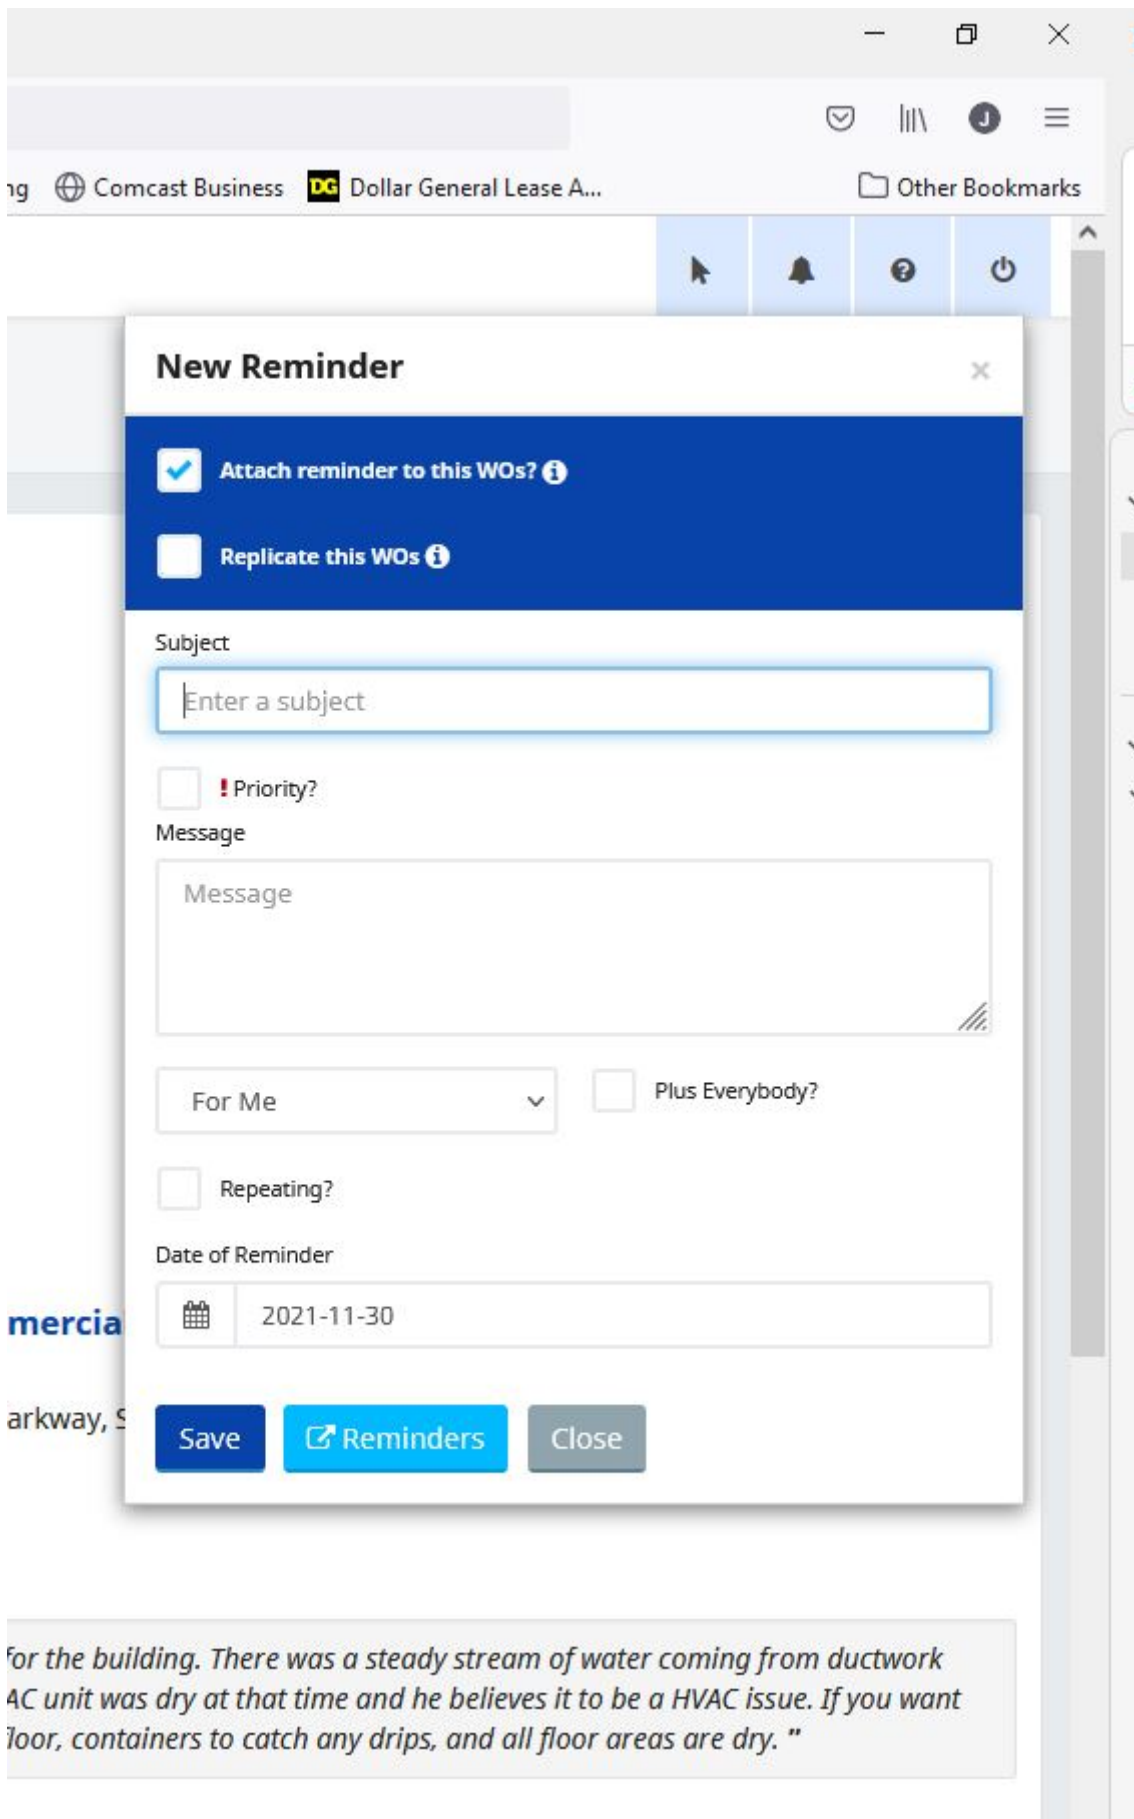 J
ng Comcast Business DG Dollar General Lease A... Other Bookmarks
New Reminder
Attach reminder to this WOs?
Replicate this WOs
Subject
Enter a subject
! Priority?
Message
Message
For Me Plus Everybody?
Repeating?
Date of Reminder
mercia 2021-11-30
arkway, S
Save Reminders Close
for the building. There was a steady stream of water coming from ductwork
AC unit was dry at that time and he believes it to be a HVAC issue. If you want
loor, containers to catch any drips, and all floor areas are dry. "